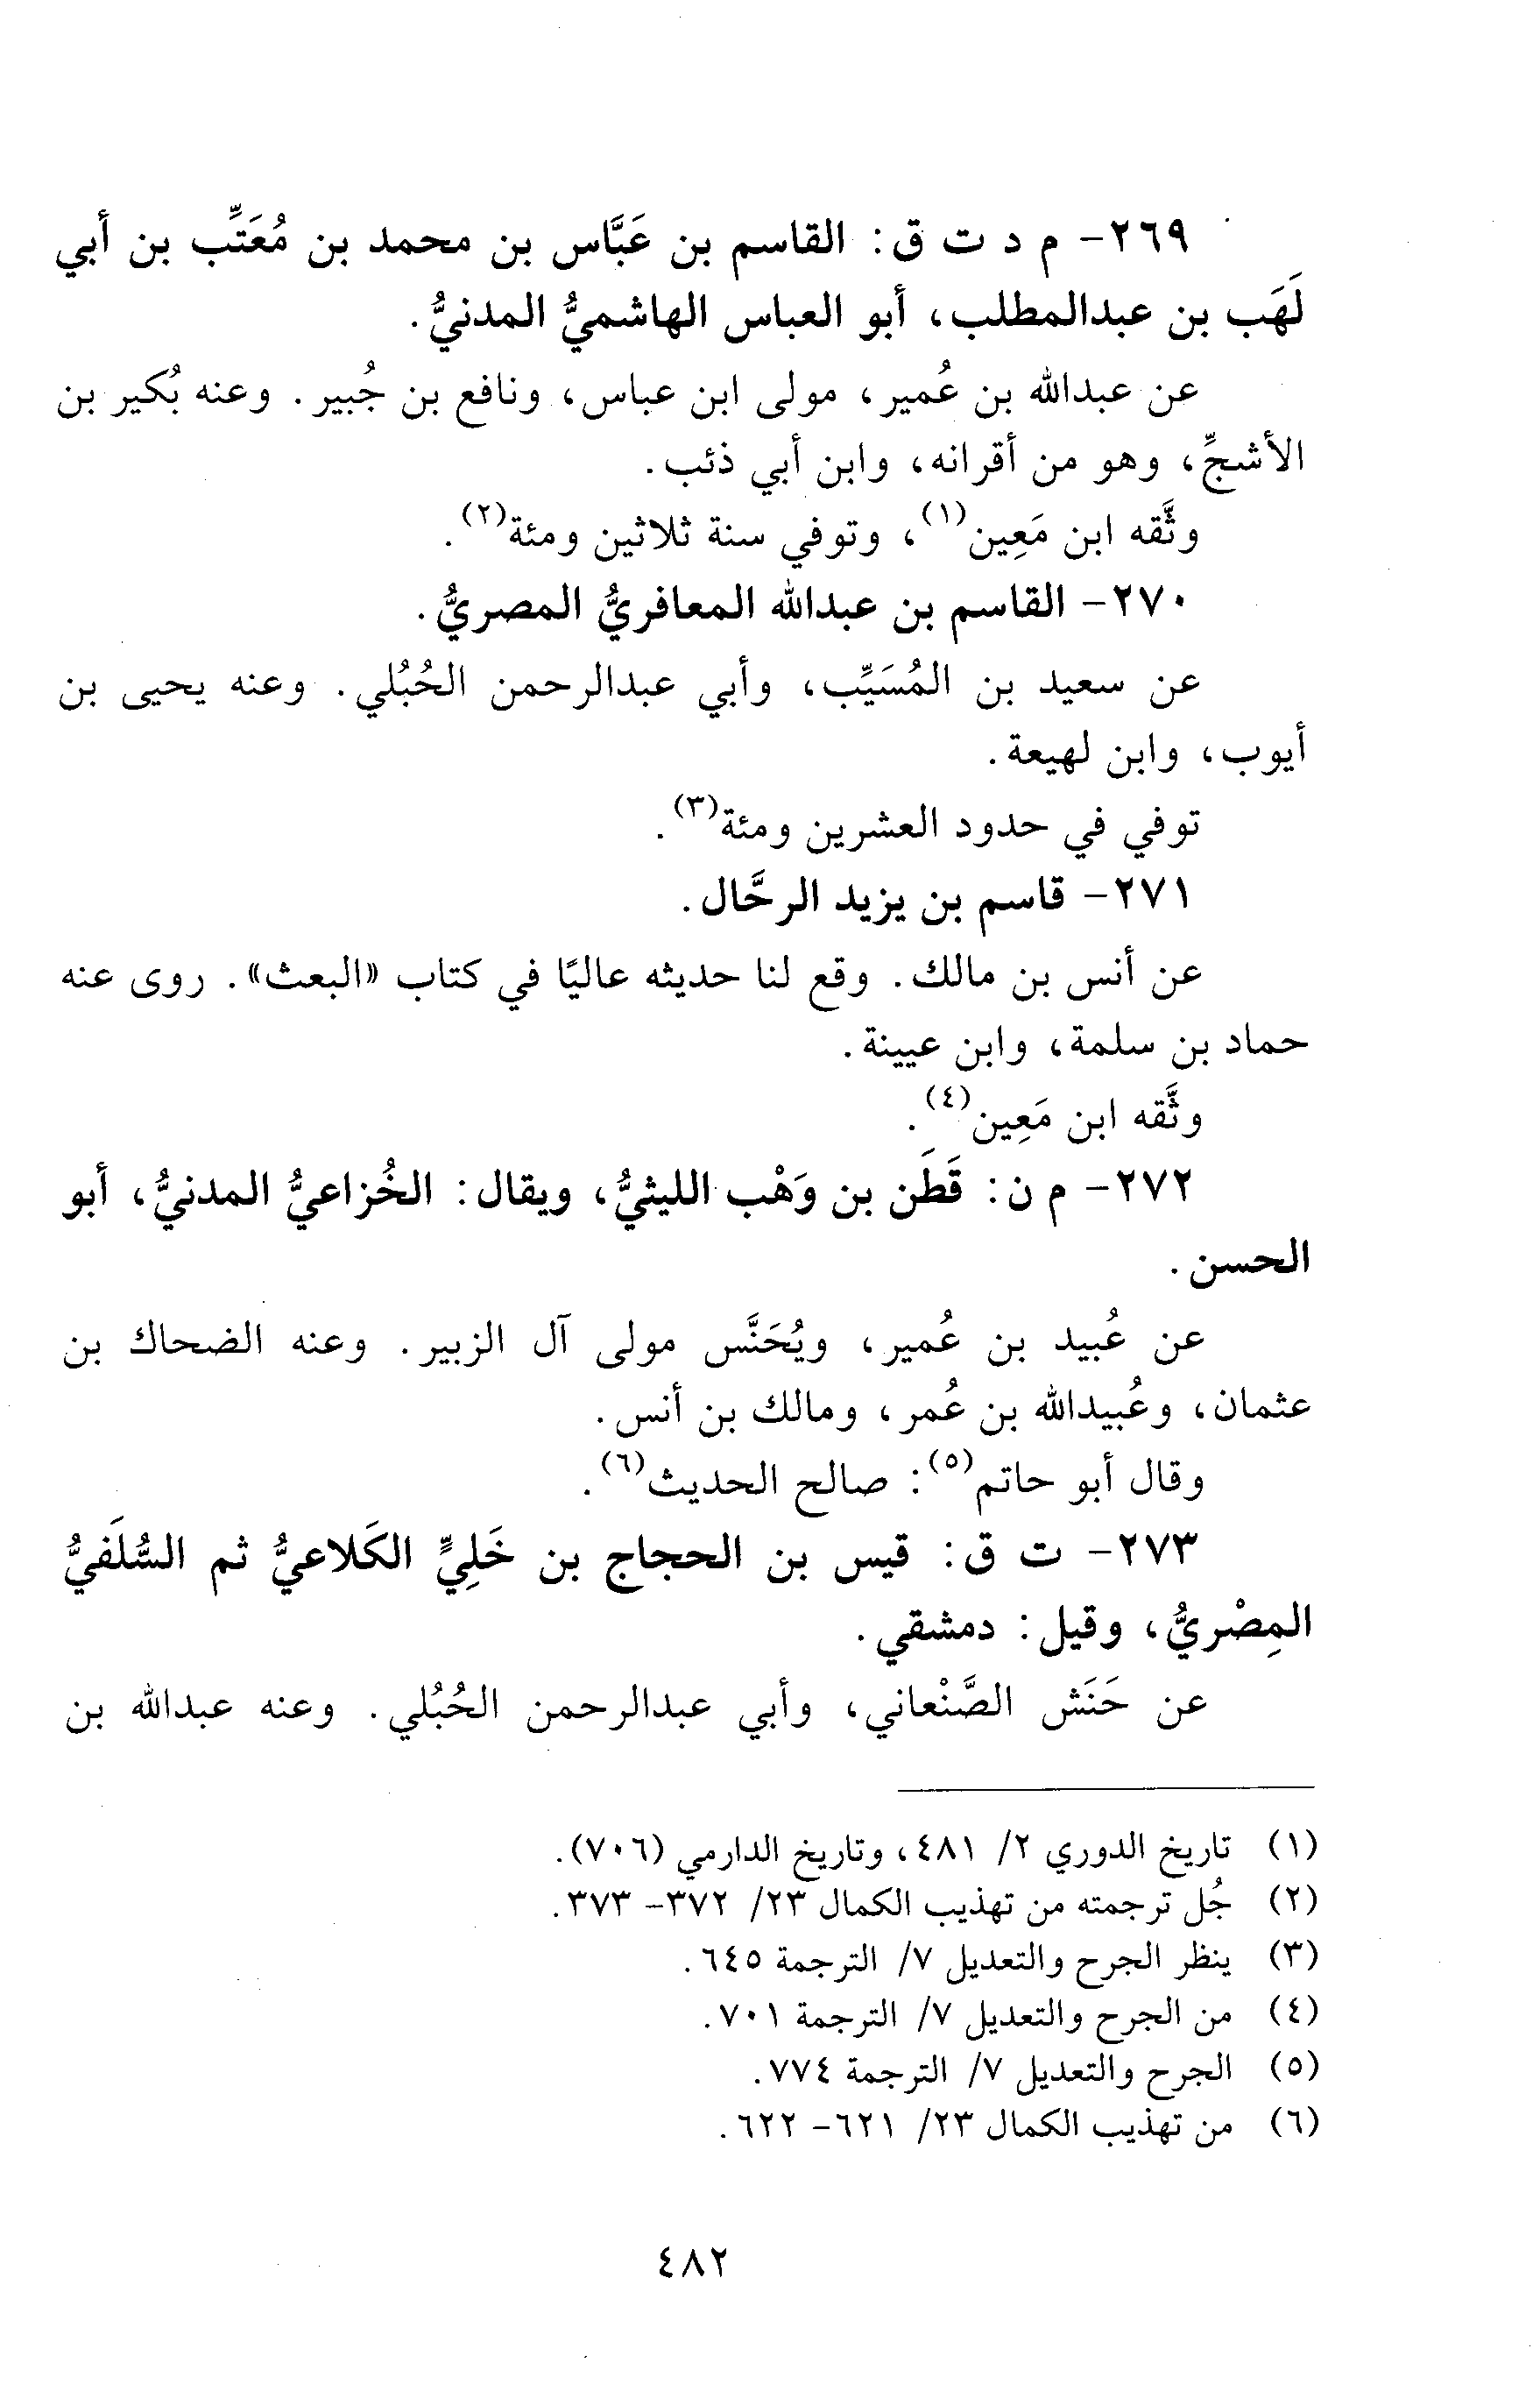 ٢٦٩- م د ت ق: القاسم بن عَبَّاس بن محمد بن مُعَتِّب بن أبي
لَهَب بن عبدالمطلب، أبو العباس الهاشميُّ المدنيُّ.
عن عبدالله بن عُمير، مولى ابن عباس، ونافع بن جُبير. وعنه بُكير بن
الأشجِّ، وهو من أقرانه، وابن أبي ذئب.
وثَّقه ابن مَعِين(١)، وتوفي سنة ثلاثين ومئة(٢).
٢٧٠- القاسم بن عبدالله المعافريُّ المصريُّ.
عن سعيد بن المُسَيِّب، وأبي عبدالرحمن الحُبُلي. وعنه يحيى بن
أيوب، وابن لهيعة.
توفي في حدود العشرين ومئة(٣).
٢٧١- قاسم بن يزيد الرحَّال.
عن أنس بن مالك. وقع لنا حديثه عاليًا في كتاب «البعث». روى عنه
حماد بن سلمة، وابن عيينة.
وثَّقه ابن مَعِين(٤).
٢٧٢- م ن: قَطَن بن وَهْب الليثيُّ، ويقال: الخُزاعيُّ المدنيُّ، أبو
الحسن.
عن عُبيد بن عُمير، ويُحَنَّس مولى آل الزبير. وعنه الضحاك بن
عثمان، وعُبيدالله بن عُمر، ومالك بن أنس.
وقال أبو حاتم(٥): صالح الحديث(٦).
٢٧٣- ت ق: قيس بن الحجاج بن خَلِيٍّ الكَلاعيُّ ثم السُّلَفيُّ
المِصْريُّ، وقيل: دمشقي.
عن حَنَش الصَّنْعاني، وأبي عبدالرحمن الحُبُلي. وعنه عبدالله بن
(١) تاريخ الدوري ٢/ ٤٨١، وتاريخ الدارمي (٧٠٦).
(٢) جُل ترجمته من تهذيب الكمال ٢٣/ ٣٧٢- ٣٧٣.
(٣) ينظر الجرح والتعديل ٧/ الترجمة ٦٤٥.
(٤) من الجرح والتعديل ٧/ الترجمة ٧٠١.
(٥) الجرح والتعديل ٧/ الترجمة ٧٧٤.
(٦) من تهذيب الكمال ٢٣/ ٦٢١- ٦٢٢.
٤٨٢